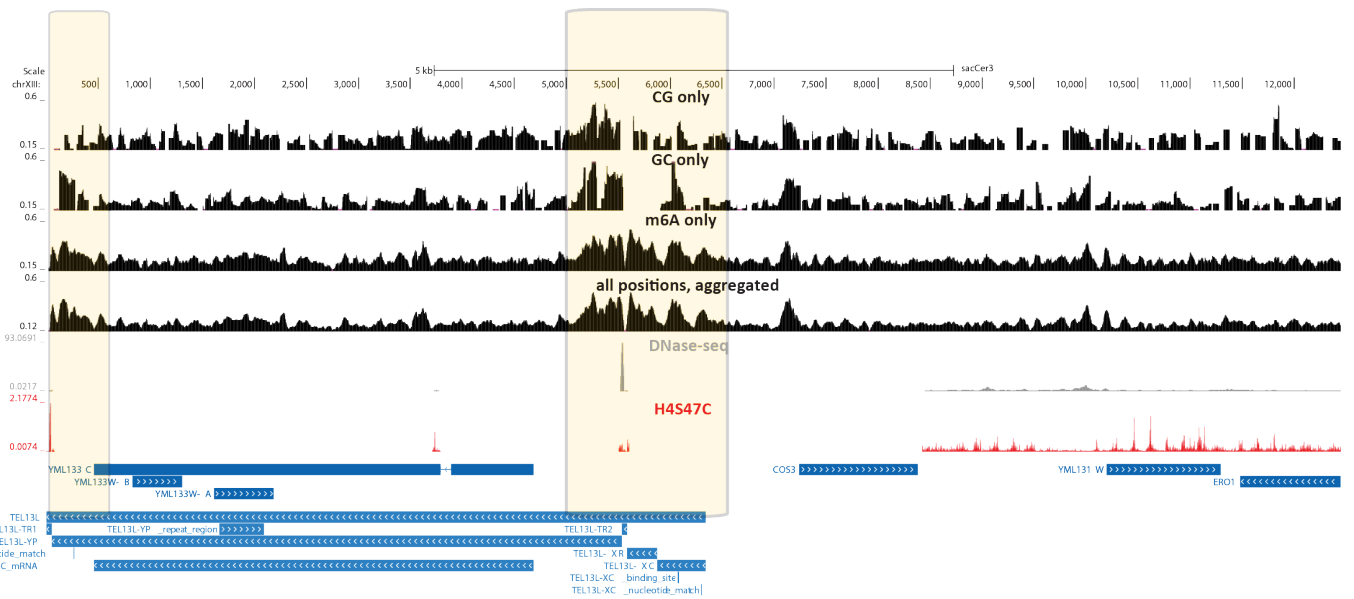 5 kb sacCer3
Scale
chrXIII: 500 1,000 1,500 2,000 2,500 3,000 3,500 4,000 4,500 5,000 5,500 6,000 6,500 7,000 7,500 8,000 8,500 9,000 9,500 10,000 10,500 11,000 11,500 12,000
0.6 _
CG only
0.15 _
0.6 _
GC only
0.15 _
0.6 _
m6A only
0.15 _
0.6 _
all positions, aggregated
0.12 _
93.0691 _
DNase-seq
0.0217 _
2.1774 _
H4S47C
0.0074 _
YML133 C COS3 YML131 W
YML133W- B ERO1
YML133W- A
TEL13L
L13L-TR1 TEL13L-YP _repeat_region TEL13L-TR2
TEL13L-YP
tide_match TEL13L- X R
C_mRNA TEL13L- X C
TEL13L-XC _binding_site
TEL13L-XC _nucleotide_match